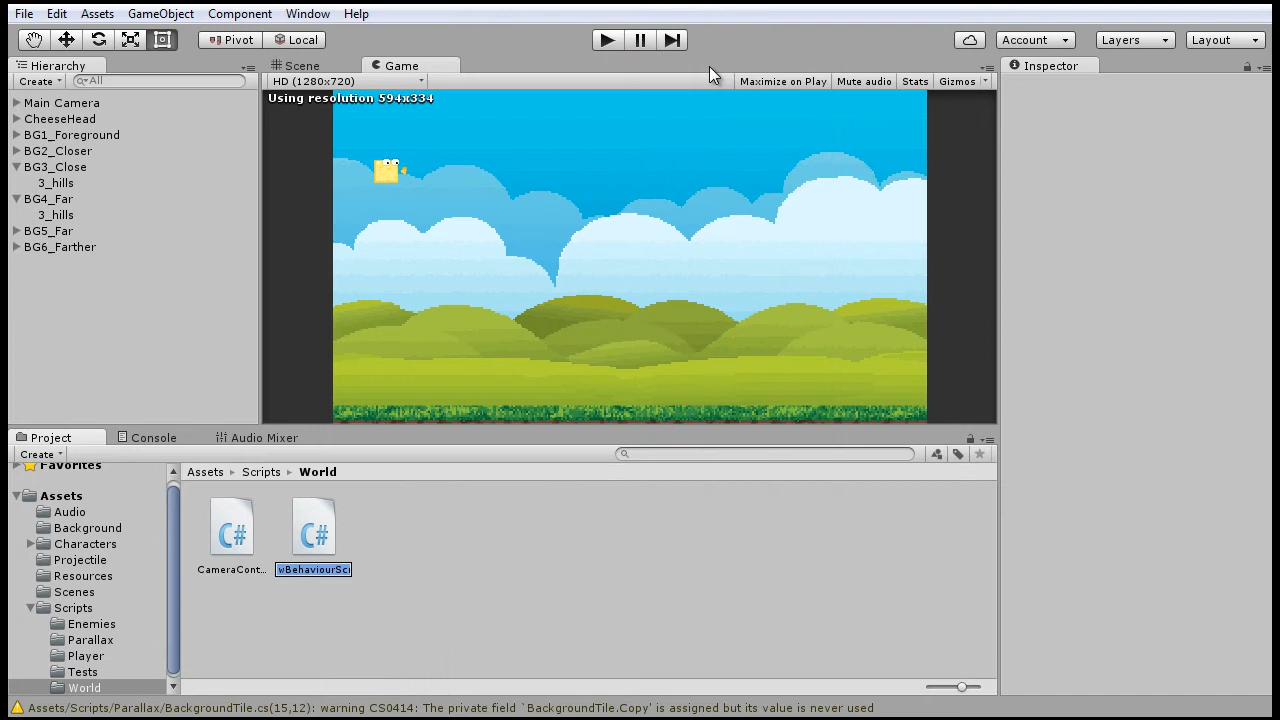 File Edit Assets GameObject Component Window Help
Pivot Local Account Layers Layout
Hierarchy Scene Game Inspector
Create All HD (1280x720) Maximize on Play Mute audio Stats Gizmos
Using resolution 594x334
Main Camera
CheeseHead
BG1_Foreground
BG2_Closer
BG3_Close
3_hills
BG4_Far
3_hills
BG5_Far
BG6_Farther
Project Console Audio Mixer
Create
Favorites
Assets
Audio
Background
Characters
Projectile
Resources
Scenes
Scripts
Enemies
Parallax
Player
Tests
World
Assets Scripts World
C# C#
CameraCont... wBehaviourScri
Assets/Scripts/Parallax/BackgroundTile.cs(15,12): warning CS0414: The private field `BackgroundTile.Copy' is assigned but its value is never used